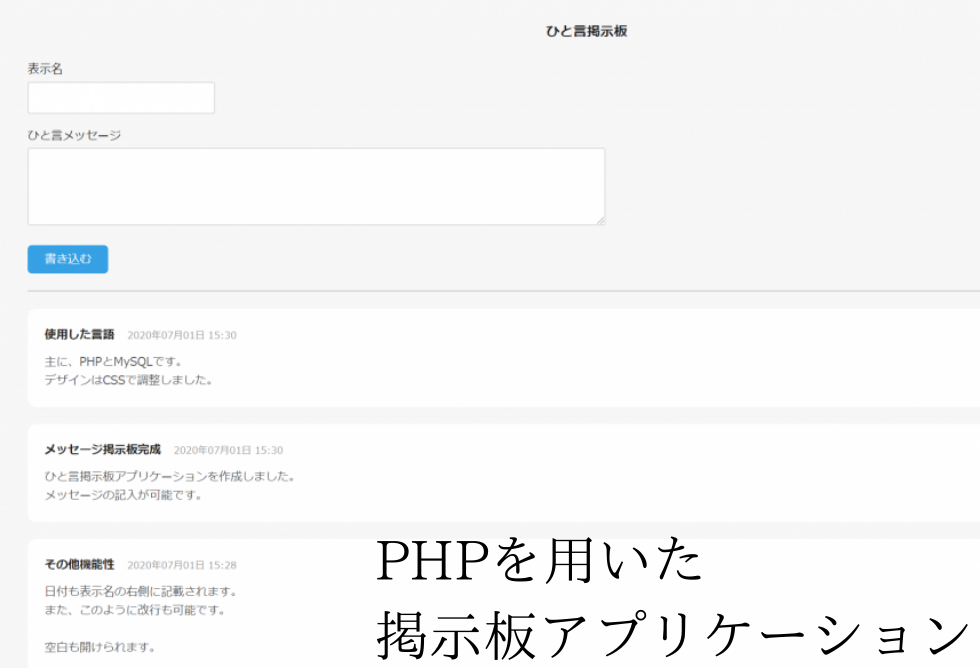 ひと言掲示板
表示名
ひと言メッセージ
書き込む
使用した言語 2020年07月01日 15:30
主に、PHPとMySQLです。
デザインはCSSで調整しました。
メッセージ掲示板完成 2020年07月01日 15:30
ひと言掲示板アプリケーションを作成しました。
メッセージの記入が可能です。
その他機能性 2020年07月01日 15:28
日付も表示名の右側に記載されます。
また、このように改行も可能です。
空白も開けられます。
PHPを用いた
掲示板アプリケーション